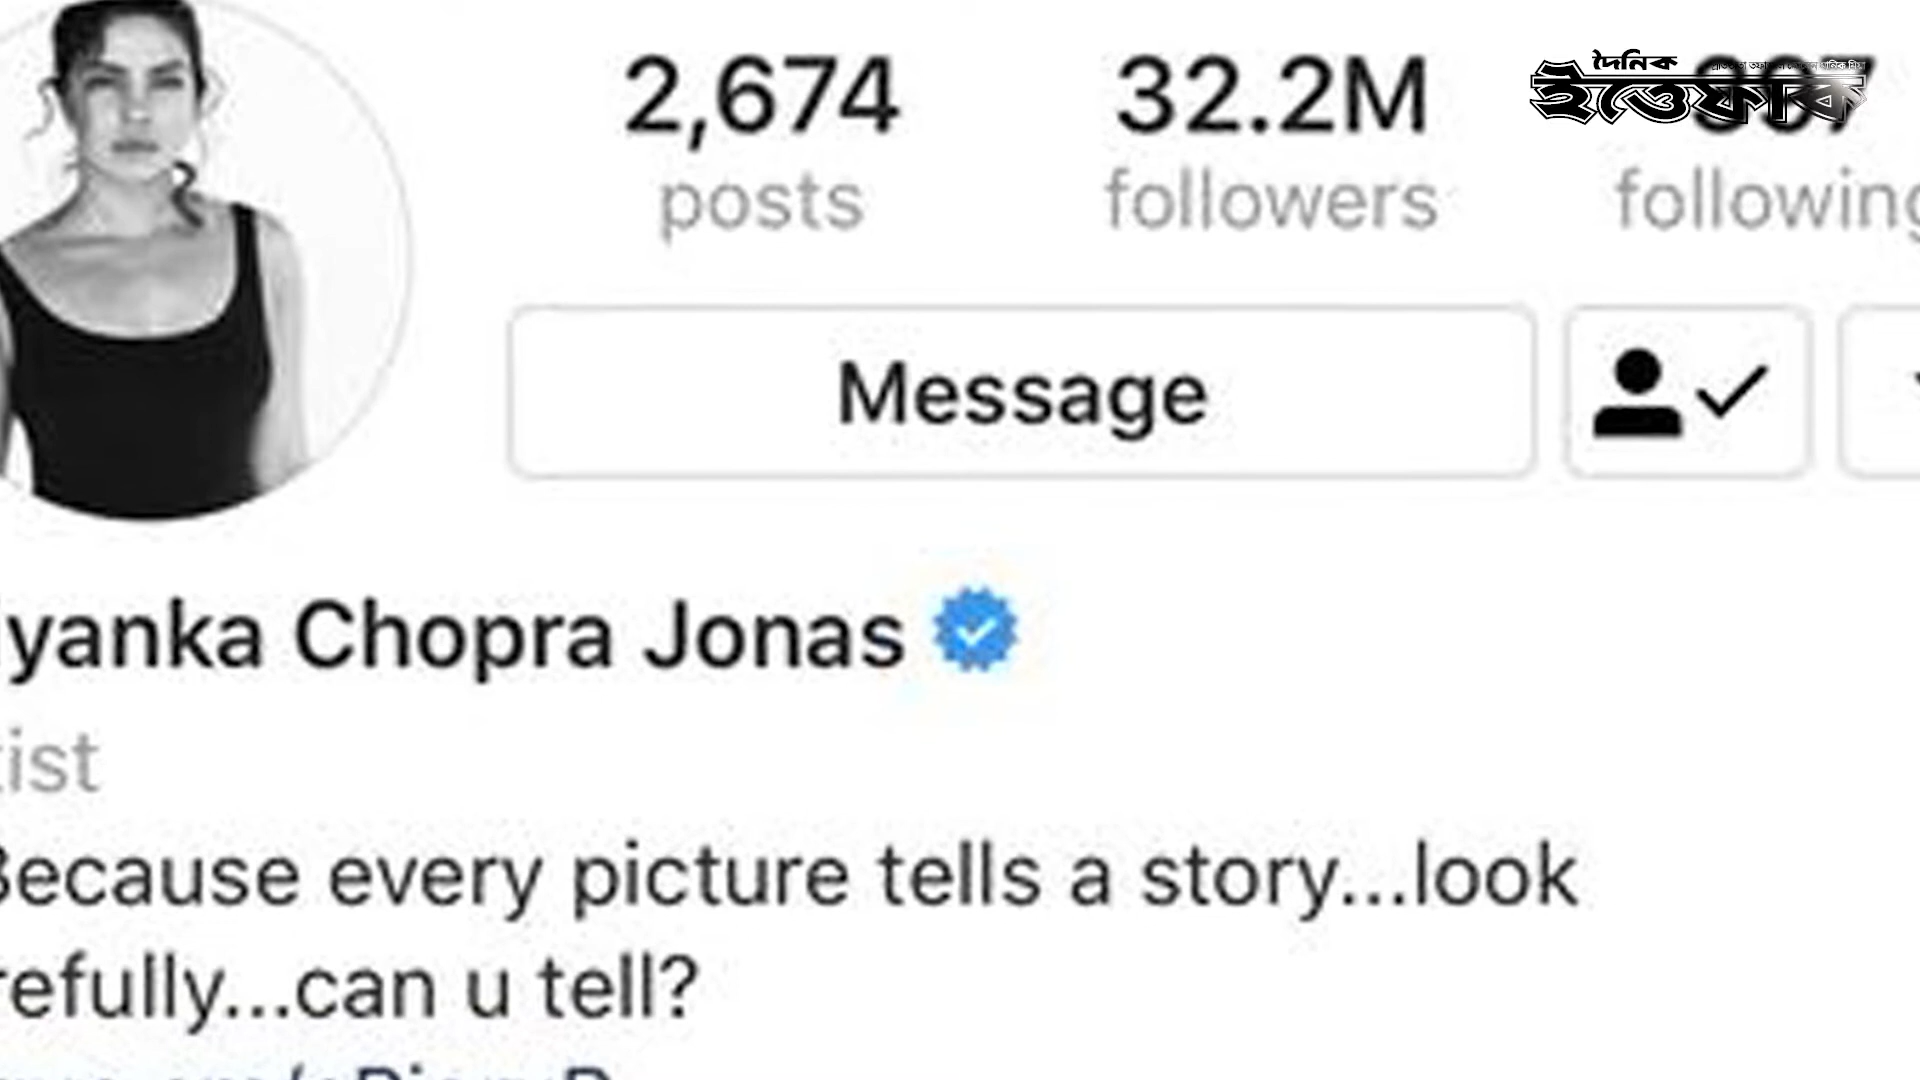 2,674 32.2M
posts followers following
দৈনিক
ইত্তেফাক
Message
yanka Chopra Jonas
ist
Because every picture tells a story...look
refully...can u tell?